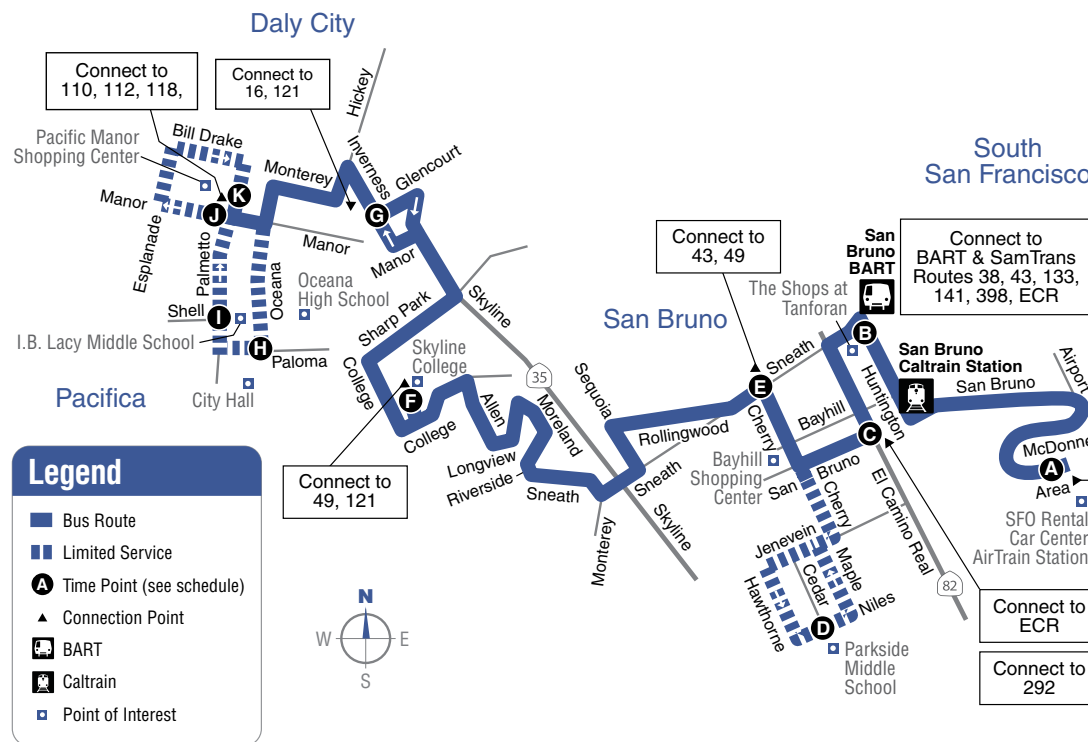 Daly City
Connect to
110, 112, 118,
Connect to
16, 121
Hickey
Bill Drake
Pacific Manor
Shopping Center
Monterey
Inverness
Glencourt
K
J
G
Manor
Manor
Manor
Esplanade
Palmetto
Oceana
Oceana
High School
Shell
I
I.B. Lacy Middle School
H
Paloma
City Hall
Pacifica
Skyline
Sharp Park
College
Skyline
College
F
College
Allen
35
Moreland
Longview
Riverside
Sneath
Connect to
49, 121
Sequoia
Rollingwood
Sneath
Monterey
Skyline
San Bruno
Connect to
43, 49
E
Sneath
Cherry
Bayhill
Bayhill
Shopping
Center
San
Bruno
C
Huntington
The Shops at
Tanforan
B
South
San Francisco
San
Bruno
BART
Connect to
BART & SamTrans
Routes 38, 43, 133,
141, 398, ECR
San Bruno
Caltrain Station
San Bruno
Airport
McDonne
A
Area
SFO Rental
Car Center
AirTrain Station
Cherry
El Camino Real
82
Jenevein
Cedar
Maple
Hawthorne
Niles
D
Parkside
Middle
School
Connect to
ECR
Connect to
292
Legend
Bus Route
Limited Service
A
Time Point (see schedule)
Connection Point
BART
Caltrain
Point of Interest
N
W
E
S